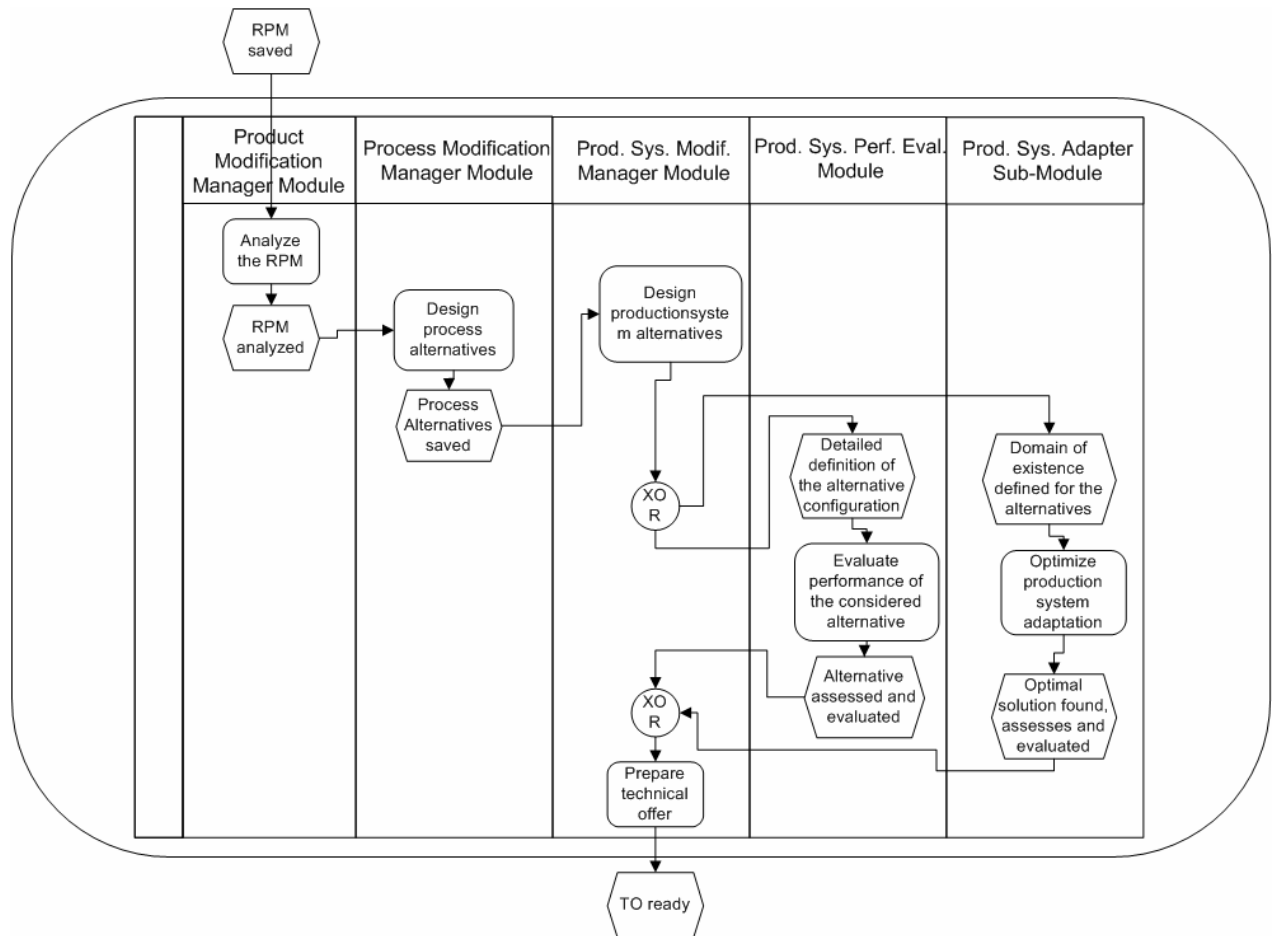 RPM
saved
Product
Modification
Manager Module
Process Modification
Manager Module
Prod. Sys. Modif.
Manager Module
Prod. Sys. Perf. Eval.
Module
Prod. Sys. Adapter
Sub-Module
Analyze
the RPM
RPM
analyzed
Design
process
alternatives
Process
Alternatives
saved
Design
productionsyste
m alternatives
XO
R
Detailed
definition of
the alternative
configuration
Domain of
existence
defined for the
alternatives
Evaluate
performance of
the considered
alternative
Optimize
production
system
adaptation
Alternative
assessed and
evaluated
Optimal
solution found,
assesses and
evaluated
XO
R
Prepare
technical
offer
TO ready